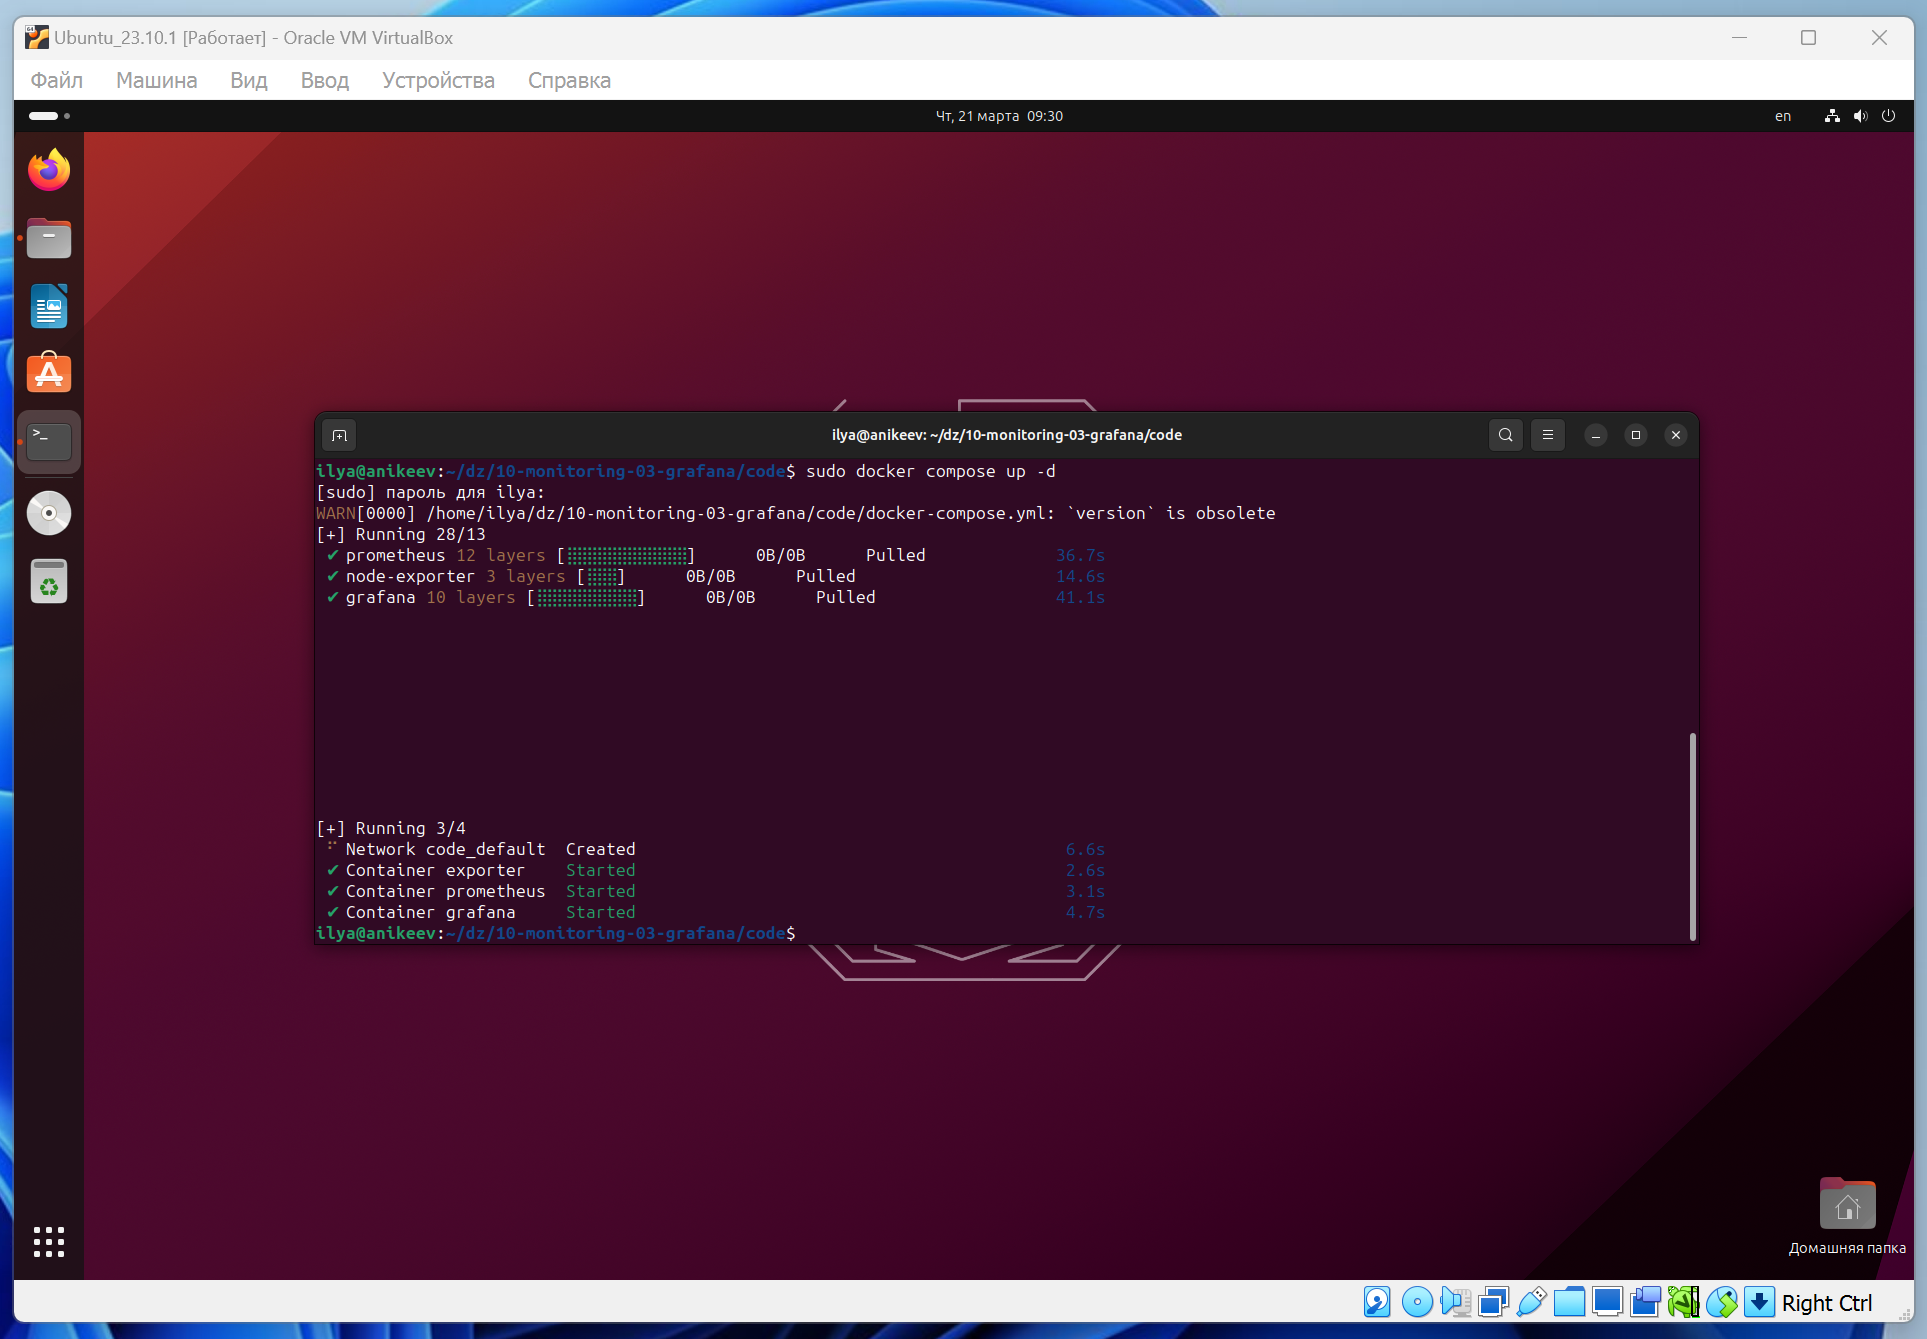 Ubuntu_23.10.1 [Работает] - Oracle VM VirtualBox
Файл Машина Вид Ввод Устройства Справка
Чт, 21 марта 09:30
en
ilya@anikeev: ~/dz/10-monitoring-03-grafana/code
ilya@anikeev:~/dz/10-monitoring-03-grafana/code$ sudo docker compose up -d
[sudo] пароль для ilya:
WARN[0000] /home/ilya/dz/10-monitoring-03-grafana/code/docker-compose.yml: `version` is obsolete
[+] Running 28/13
✔ prometheus 12 layers [⣿⣿⣿⣿⣿⣿⣿⣿⣿⣿⣿⣿] 0B/0B Pulled 36.7s
✔ node-exporter 3 layers [⣿⣿⣿] 0B/0B Pulled 14.6s
✔ grafana 10 layers [⣿⣿⣿⣿⣿⣿⣿⣿⣿⣿] 0B/0B Pulled 41.1s
[+] Running 3/4
⠋ Network code_default Created 6.6s
✔ Container exporter Started 2.6s
✔ Container prometheus Started 3.1s
✔ Container grafana Started 4.7s
ilya@anikeev:~/dz/10-monitoring-03-grafana/code$
Домашняя папка
Right Ctrl